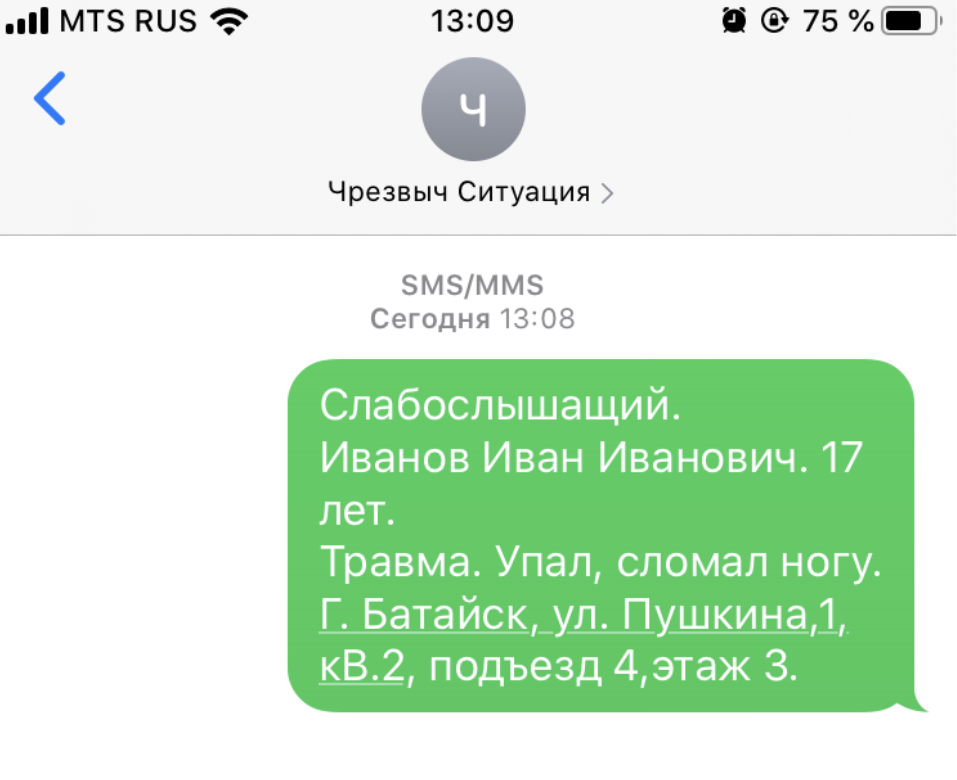 MTS RUS 13:09 75 %
Ч
Чрезвыч Ситуация
SMS/MMS
Сегодня 13:08
Слабослышащий.
Иванов Иван Иванович. 17
лет.
Травма. Упал, сломал ногу.
Г. Батайск, ул. Пушкина,1,
кВ.2, подъезд 4,этаж 3.